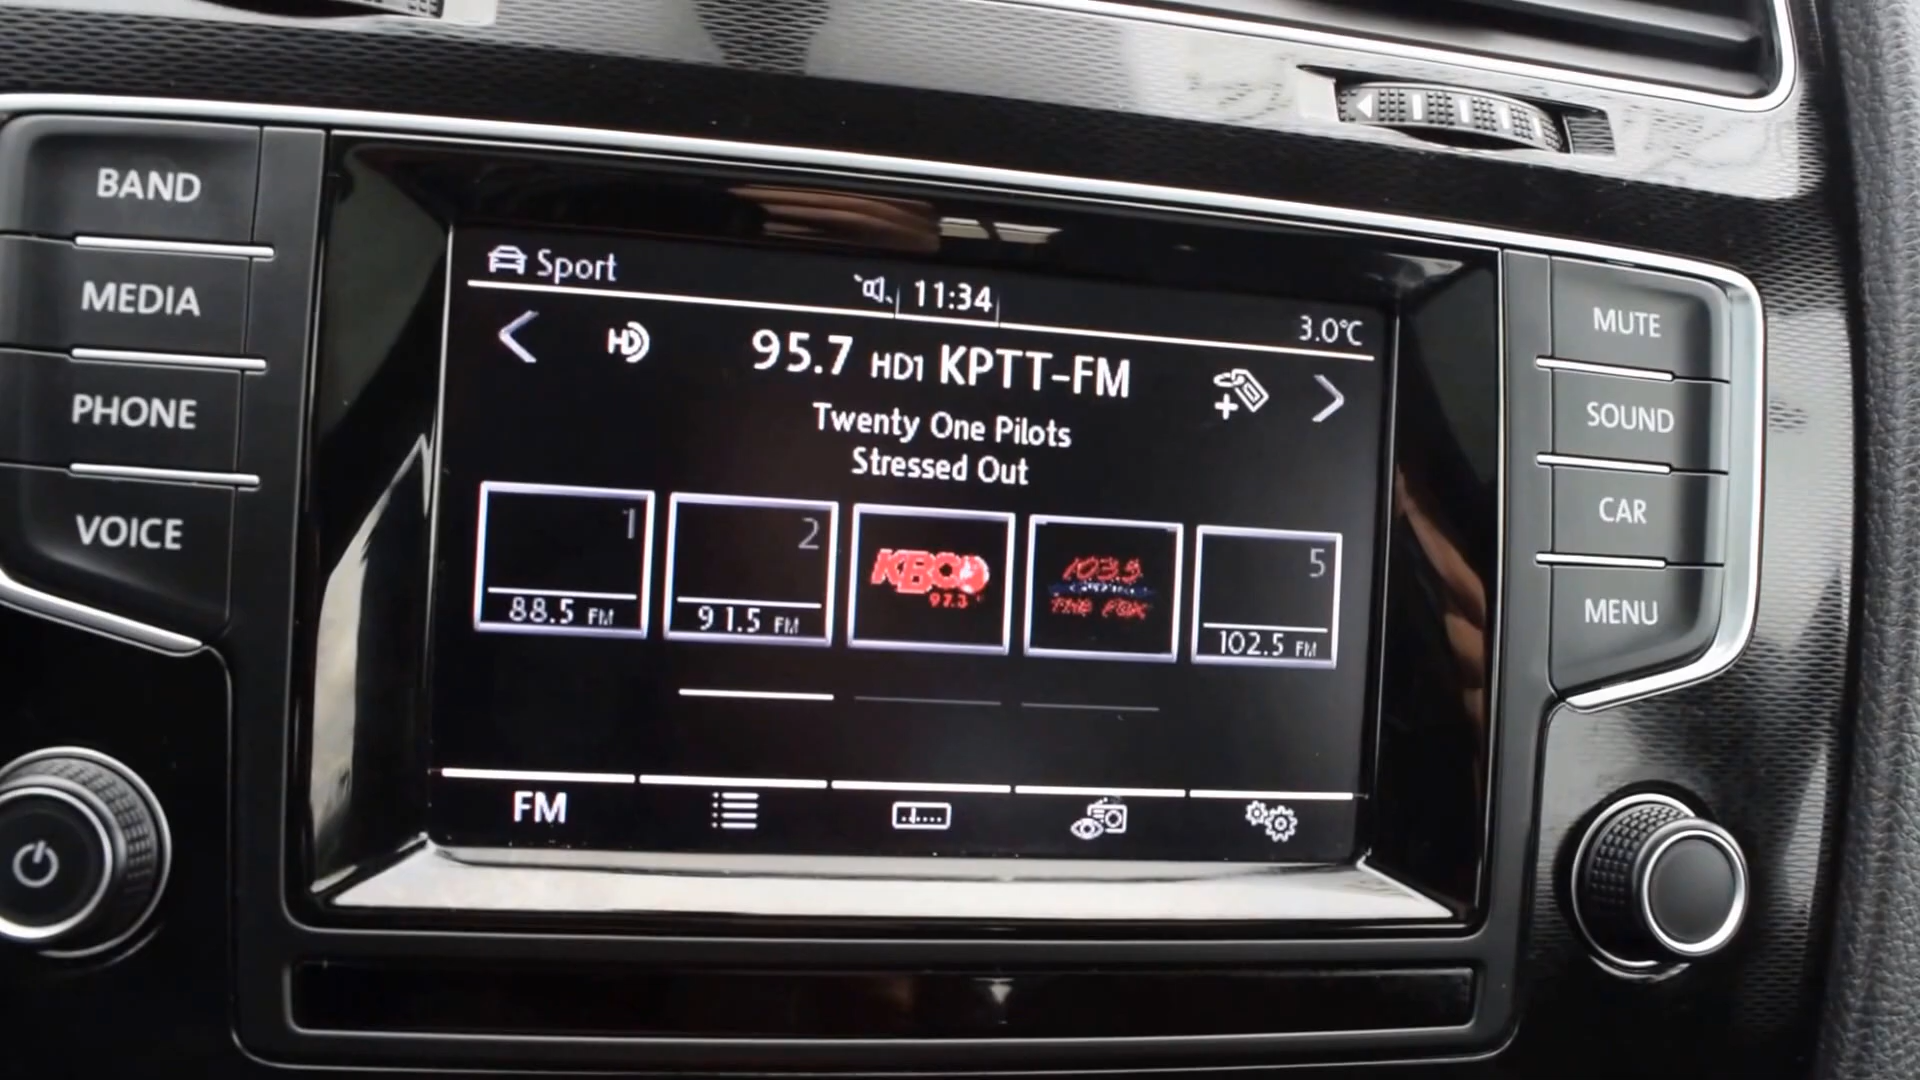 BAND
MEDIA
PHONE
VOICE
Sport
11:34
3.0°C
HD
95.7 HD1 KPTT-FM
Twenty One Pilots
Stressed Out
1
88.5 FM
2
91.5 FM
KBCO
97.3
103.5
THE FOX
5
102.5 FM
FM
MUTE
SOUND
CAR
MENU